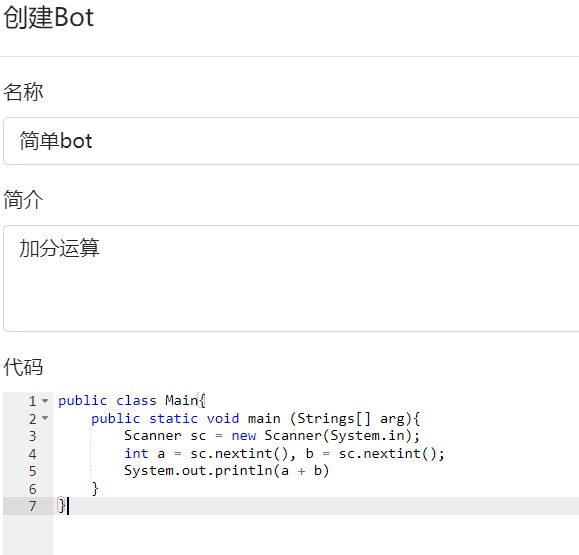 创建Bot
名称
简单bot
简介
加分运算
代码
1 public class Main{
2     public static void main (Strings[] arg){
3         Scanner sc = new Scanner(System.in);
4         int a = sc.nextint(), b = sc.nextint();
5         System.out.println(a + b)
6     }
7 }